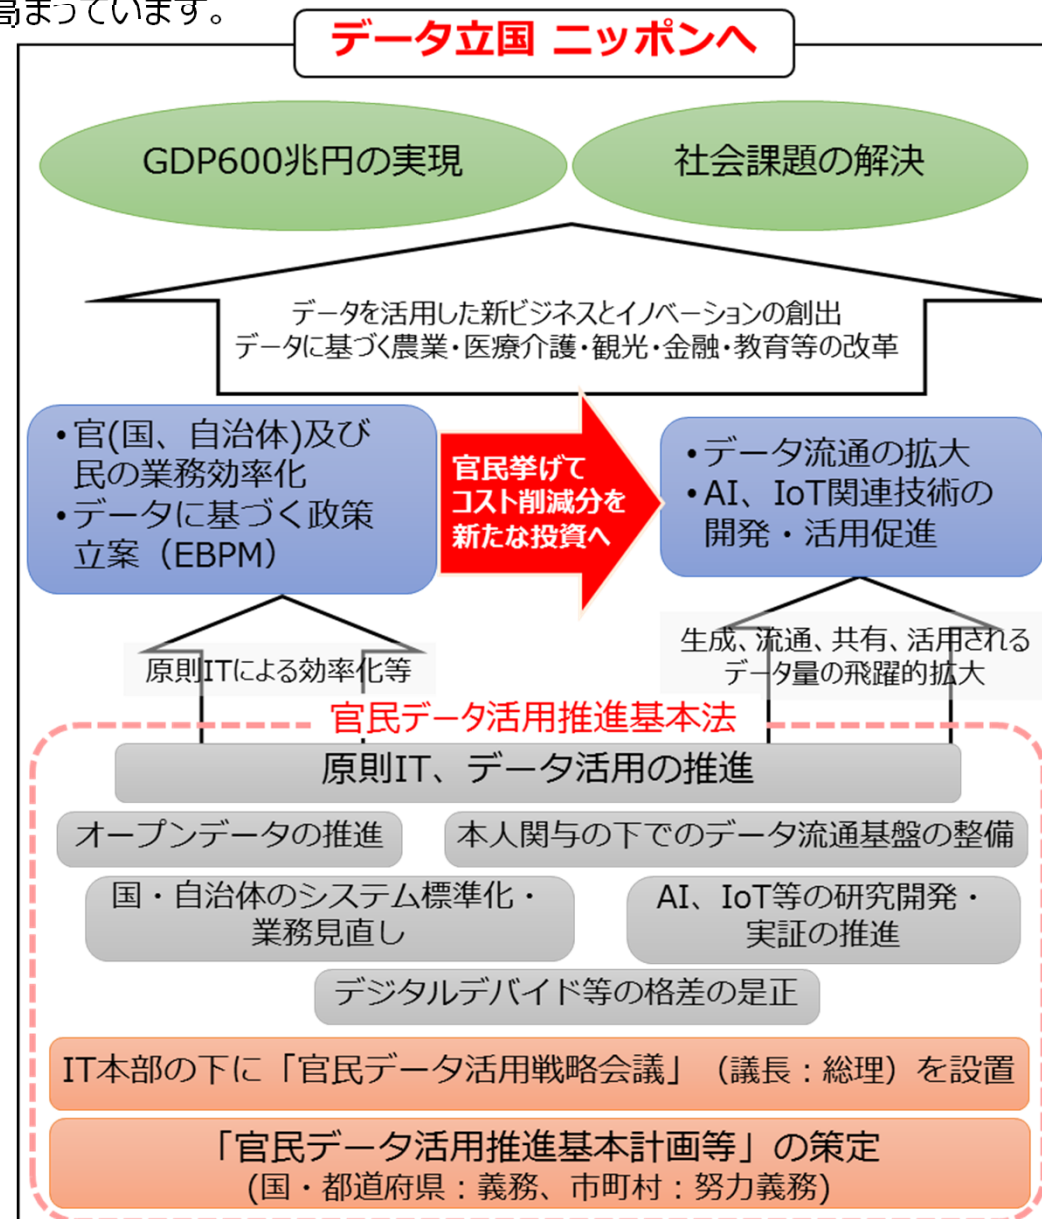 高まっています。
データ立国 ニッポンへ
GDP600兆円の実現
社会課題の解決
データを活用した新ビジネスとイノベーションの創出
データに基づく農業・医療介護・観光・金融・教育等の改革
•官(国、自治体)及び
民の業務効率化
•データに基づく政策
立案（EBPM）
官民挙げて
コスト削減分を
新たな投資へ
•データ流通の拡大
•AI、IoT関連技術の
開発・活用促進
原則ITによる効率化等
生成、流通、共有、活用される
データ量の飛躍的拡大
官民データ活用推進基本法
原則IT、データ活用の推進
オープンデータの推進
本人関与の下でのデータ流通基盤の整備
国・自治体のシステム標準化・
業務見直し
AI、IoT等の研究開発・
実証の推進
デジタルデバイド等の格差の是正
IT本部の下に「官民データ活用戦略会議」（議長：総理）を設置
「官民データ活用推進基本計画等」の策定
(国・都道府県：義務、市町村：努力義務)